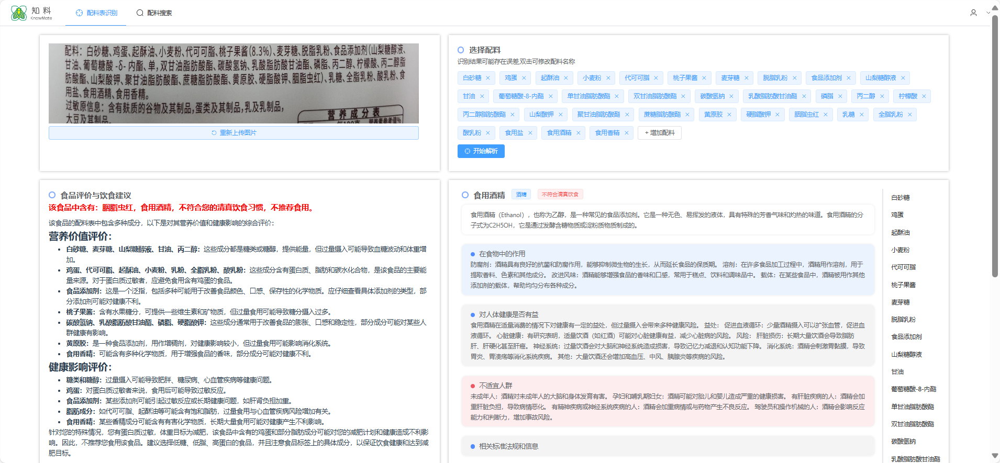 知料
KnowMate
配料表识别
配料搜索
配料：白砂糖、鸡蛋、起酥油、小麦粉、代可可脂、桃子果酱(8.3%)、麦芽糖、脱脂乳粉、食品添加剂(山梨糖醇液、
甘油、葡萄糖酸-δ-内酯、单，双甘油脂肪酸酯、碳酸氢钠、乳酸脂肪酸甘油酯、磷脂、丙二醇、柠檬酸、丙二醇脂
肪酸酯、山梨酸钾、聚甘油脂肪酸酯、蔗糖脂肪酸酯、黄原胶、硬脂酸钾、胭脂虫红)、乳糖、全脂乳粉、酸乳粉、食
用盐、食用酒精、食用香精。
过敏原信息：含有麸质的谷物及其制品，蛋类及其制品，乳及乳制品，
大豆及其制品。
营养成分表
每100克 营养素参考值%
重新上传图片
选择配料
识别结果可能存在误差,双击可修改配料名称
白砂糖 × 鸡蛋 × 起酥油 × 小麦粉 × 代可可脂 × 桃子果酱 × 麦芽糖 × 脱脂乳粉 × 食品添加剂 × 山梨糖醇液 ×
甘油 × 葡萄糖酸-8-内酯 × 单甘油脂肪酸酯 × 双甘油脂肪酸酯 × 碳酸氢钠 × 乳酸脂肪酸甘油酯 × 磷脂 × 丙二醇 × 柠檬酸 ×
丙二醇脂肪酸酯 × 山梨酸钾 × 聚甘油脂肪酸酯 × 蔗糖脂肪酸酯 × 黄原胶 × 硬脂酸钾 × 胭脂虫红 × 乳糖 × 全脂乳粉 ×
酸乳粉 × 食用盐 × 食用酒精 × 食用香精 × + 增加配料
开始解析
食品评价与饮食建议
该食品中含有：胭脂虫红，食用酒精，不符合您的清真饮食习惯，不推荐食用。
该食品的配料表中包含多种成分，以下是对其营养价值和健康影响的综合评价：
营养价值评价：
• 白砂糖、麦芽糖、山梨糖醇液、甘油、丙二醇：这些成分都是糖类或糖醇，提供能量，但过量摄入可能导致血糖波动和体重增
加。
• 鸡蛋、代可可脂、起酥油、小麦粉、乳粉、全脂乳粉、酸乳粉：这些成分含有蛋白质、脂肪和碳水化合物，是该食品的主要能
量来源。对于蛋白质过敏者，应避免食用含有鸡蛋的食品。
• 食品添加剂：这是一个泛指，包括多种可能用于改善食品颜色、口感、保存性的化学物质。应仔细查看具体添加剂的类型，部
分添加剂可能对健康不利。
• 桃子果酱：含有水果糖分，可提供一些维生素和矿物质，但过量食用可能导致糖分摄入过多。
• 碳酸氢钠、乳酸脂肪酸甘油酯、磷脂、硬脂酸钾：这些成分通常用于改善食品的膨胀、口感和稳定性，部分成分可能对某些人
群健康有影响。
• 黄原胶：是一种食品添加剂，用作增稠剂，对健康影响较小，但过量食用可能影响消化系统。
• 食用香精：可能含有多种化学物质，用于增强食品的香味，部分成分可能对健康不利。
健康影响评价：
• 糖类和糖醇：过量摄入可能导致肥胖、糖尿病、心血管疾病等健康问题。
• 鸡蛋：对蛋白质过敏者来说，食用后可能导致过敏反应。
• 食品添加剂：某些添加剂可能引起过敏反应或长期健康问题，如肝肾负担加重。
• 脂肪成分：如代可可脂、起酥油等可能含有饱和脂肪，过量食用与心血管疾病风险增加有关。
• 食用香精：某些香精成分可能含有有害化学物质，长期大量食用可能对健康产生不利影响。
针对您的特殊情况，您有蛋白质过敏，体重目标为减肥，该食品中含有的鸡蛋和部分脂肪成分可能对您的减肥计划和健康造成不利影
响。因此，不推荐您食用该食品。建议选择低糖、低脂、高蛋白的食品，并且注意食品标签上的具体成分，以保证饮食健康和达到减
肥目标。
食用酒精 酒精 不符合清真饮食
食用酒精（Ethanol），也称为乙醇，是一种常见的食品添加剂。它是一种无色、易挥发的液体，具有特殊的芳香气味和灼热的味道。食用酒精的分
子式为C2H5OH，它是通过发酵含糖物质或淀粉质物质制成的。
在食物中的作用
防腐剂：酒精具有良好的抗菌和防腐作用，能够抑制微生物的生长，从而延长食品的保质期。 溶剂：在许多食品加工过程中，酒精用作溶剂，用于
提取香料、色素和其他成分。 改进风味：酒精能够增强食品的香味和口感，常用于糕点、饮料和调味品中。 载体：在某些食品中，酒精被用作其他
添加剂的载体，帮助均匀分布各种成分。
对人体健康是否有益
食用酒精在适量消费的情况下对健康有一定的益处，但过量摄入会带来多种健康风险。 益处： 促进血液循环：少量酒精摄入可以扩张血管，促进血
液循环。 心脏健康：有研究表明，适量饮酒（如红酒）可能对心脏健康有益，减少心脏病的风险。 风险： 肝脏损伤：长期大量饮酒会导致脂肪
肝、肝硬化甚至肝癌。 神经系统：过量饮酒会对大脑和神经系统造成损害，导致记忆力减退和认知功能下降。 消化系统：酒精会刺激胃黏膜，导致
胃炎、胃溃疡等消化系统疾病。 其他：大量饮酒还会增加高血压、中风、胰腺炎等疾病的风险。
不适宜人群
未成年人：酒精对未成年人的大脑和身体发育有害。 孕妇和哺乳期妇女：酒精可能对胎儿和婴儿造成严重的健康损害。 有肝脏疾病的人：酒精会加
重肝脏负担，导致病情恶化。 有精神疾病或神经系统疾病的人：酒精会加重病情或与药物产生不良反应。 驾驶员和操作机械的人：酒精会影响反应
能力和判断力，增加事故风险。
相关标准法规和信息
白砂糖
鸡蛋
起酥油
小麦粉
代可可脂
桃子果酱
麦芽糖
脱脂乳粉
食品添加剂
山梨糖醇液
甘油
葡萄糖酸-8-内酯
单甘油脂肪酸酯
双甘油脂肪酸酯
碳酸氢钠
乳酸脂肪酸甘油酯